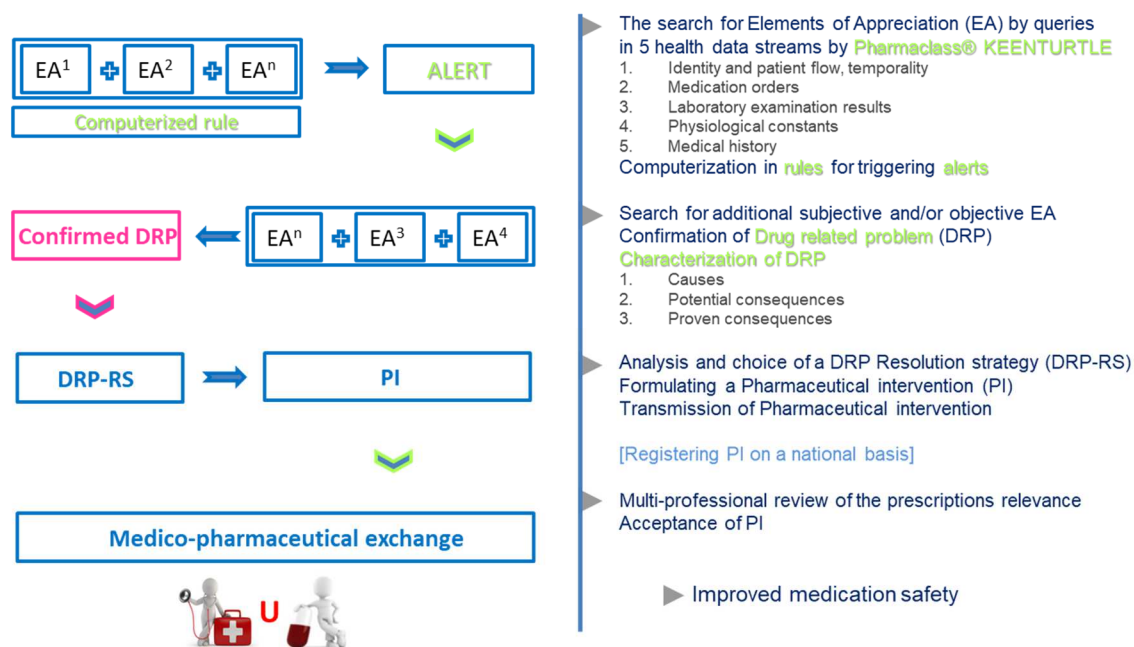 EA1 + EA2 + EAn
ALERT
Computerized rule
Confirmed DRP
EAn + EA3 + EA4
DRP-RS
PI
Medico-pharmaceutical exchange
U
The search for Elements of Appreciation (EA) by queries
in 5 health data streams by Pharmaclass® KEENTURTLE
1. Identity and patient flow, temporality
2. Medication orders
3. Laboratory examination results
4. Physiological constants
5. Medical history
Computerization in rules for triggering alerts
Search for additional subjective and/or objective EA
Confirmation of Drug related problem (DRP)
Characterization of DRP
1. Causes
2. Potential consequences
3. Proven consequences
Analysis and choice of a DRP Resolution strategy (DRP-RS)
Formulating a Pharmaceutical intervention (PI)
Transmission of Pharmaceutical intervention
[Registering PI on a national basis]
Multi-professional review of the prescriptions relevance
Acceptance of PI
Improved medication safety